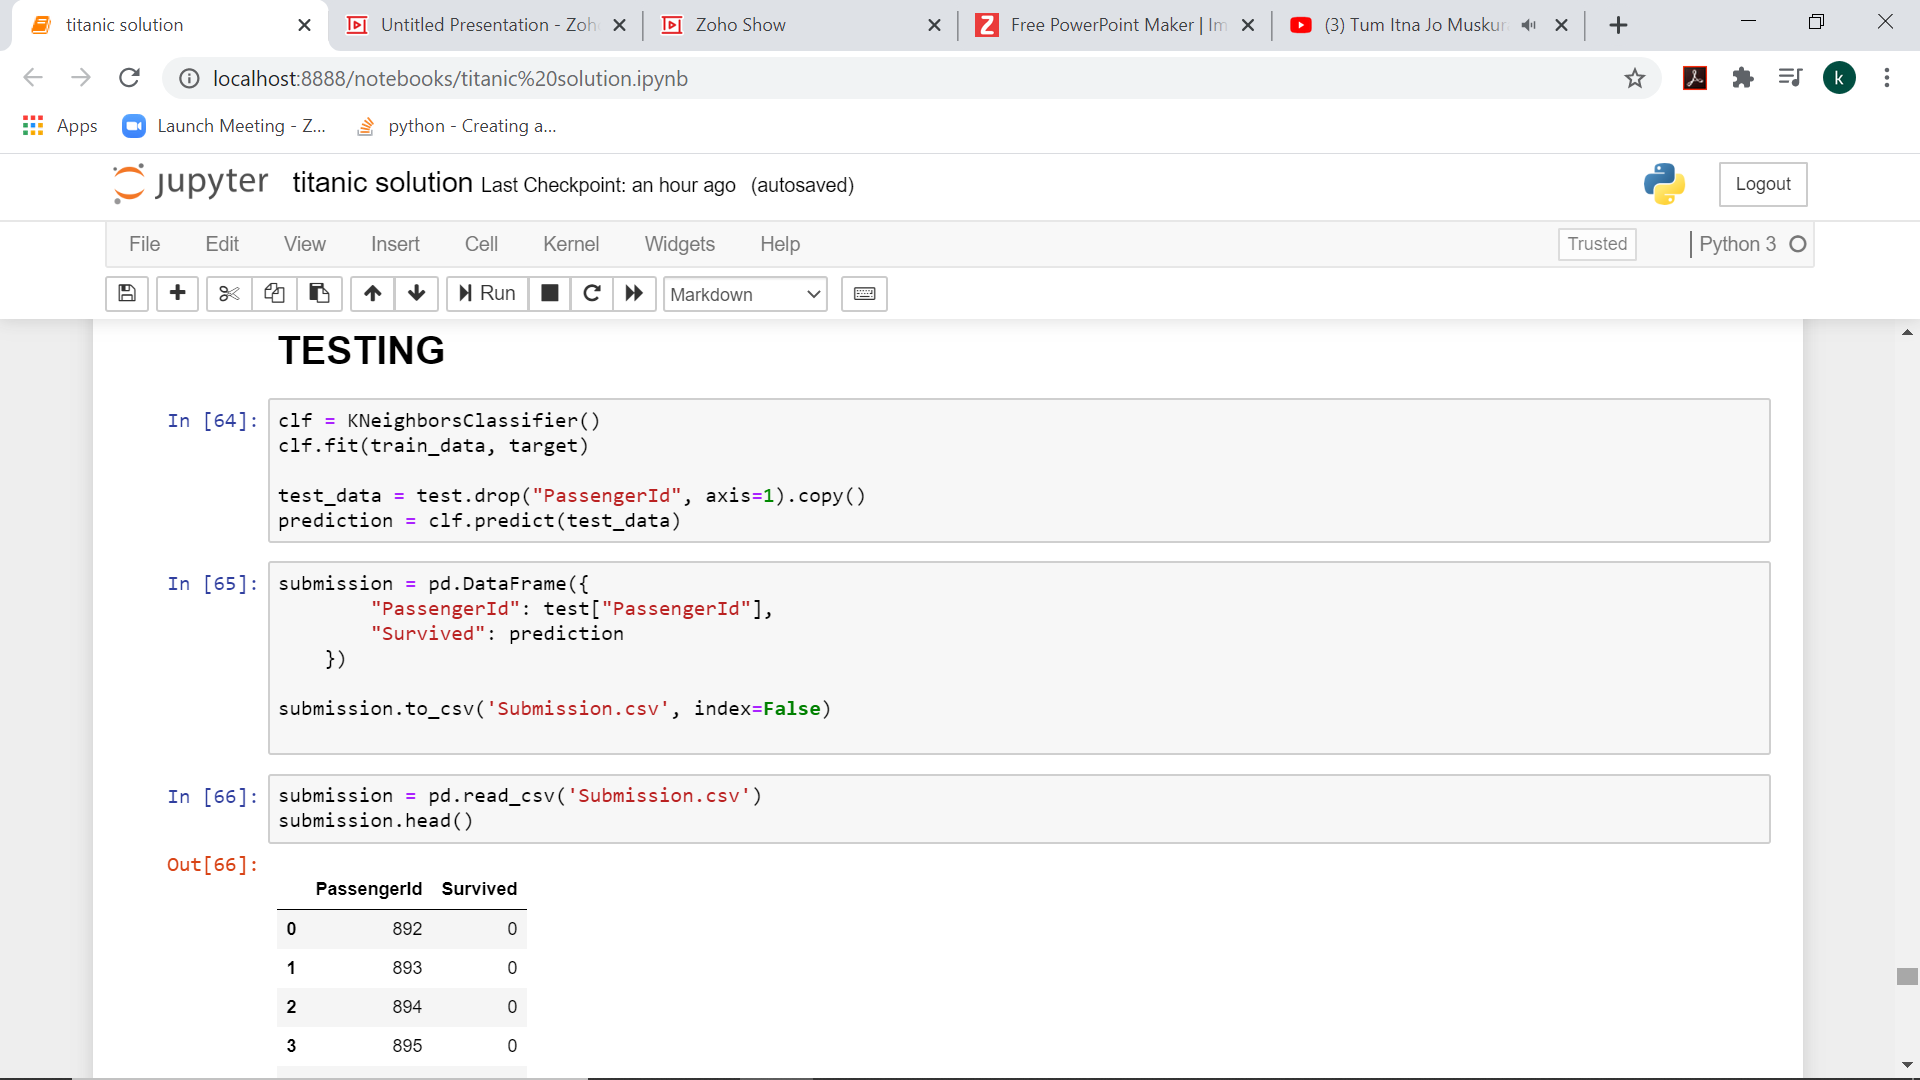 titanic solution
Untitled Presentation - Zoh
Zoho Show
Free PowerPoint Maker | Im
(3) Tum Itna Jo Muskur
localhost:8888/notebooks/titanic%20solution.ipynb
k
Apps
Launch Meeting - Z...
python - Creating a...
jupyter
titanic solution Last Checkpoint: an hour ago (autosaved)
Logout
File Edit View Insert Cell Kernel Widgets Help
Trusted
Python 3
Run
Markdown
TESTING
In [64]:
clf = KNeighborsClassifier()
clf.fit(train_data, target)
test_data = test.drop("PassengerId", axis=1).copy()
prediction = clf.predict(test_data)
In [65]:
submission = pd.DataFrame({
"PassengerId": test["PassengerId"],
"Survived": prediction
})
submission.to_csv('Submission.csv', index=False)
In [66]:
submission = pd.read_csv('Submission.csv')
submission.head()
Out[66]:
PassengerId Survived
0 892 0
1 893 0
2 894 0
3 895 0